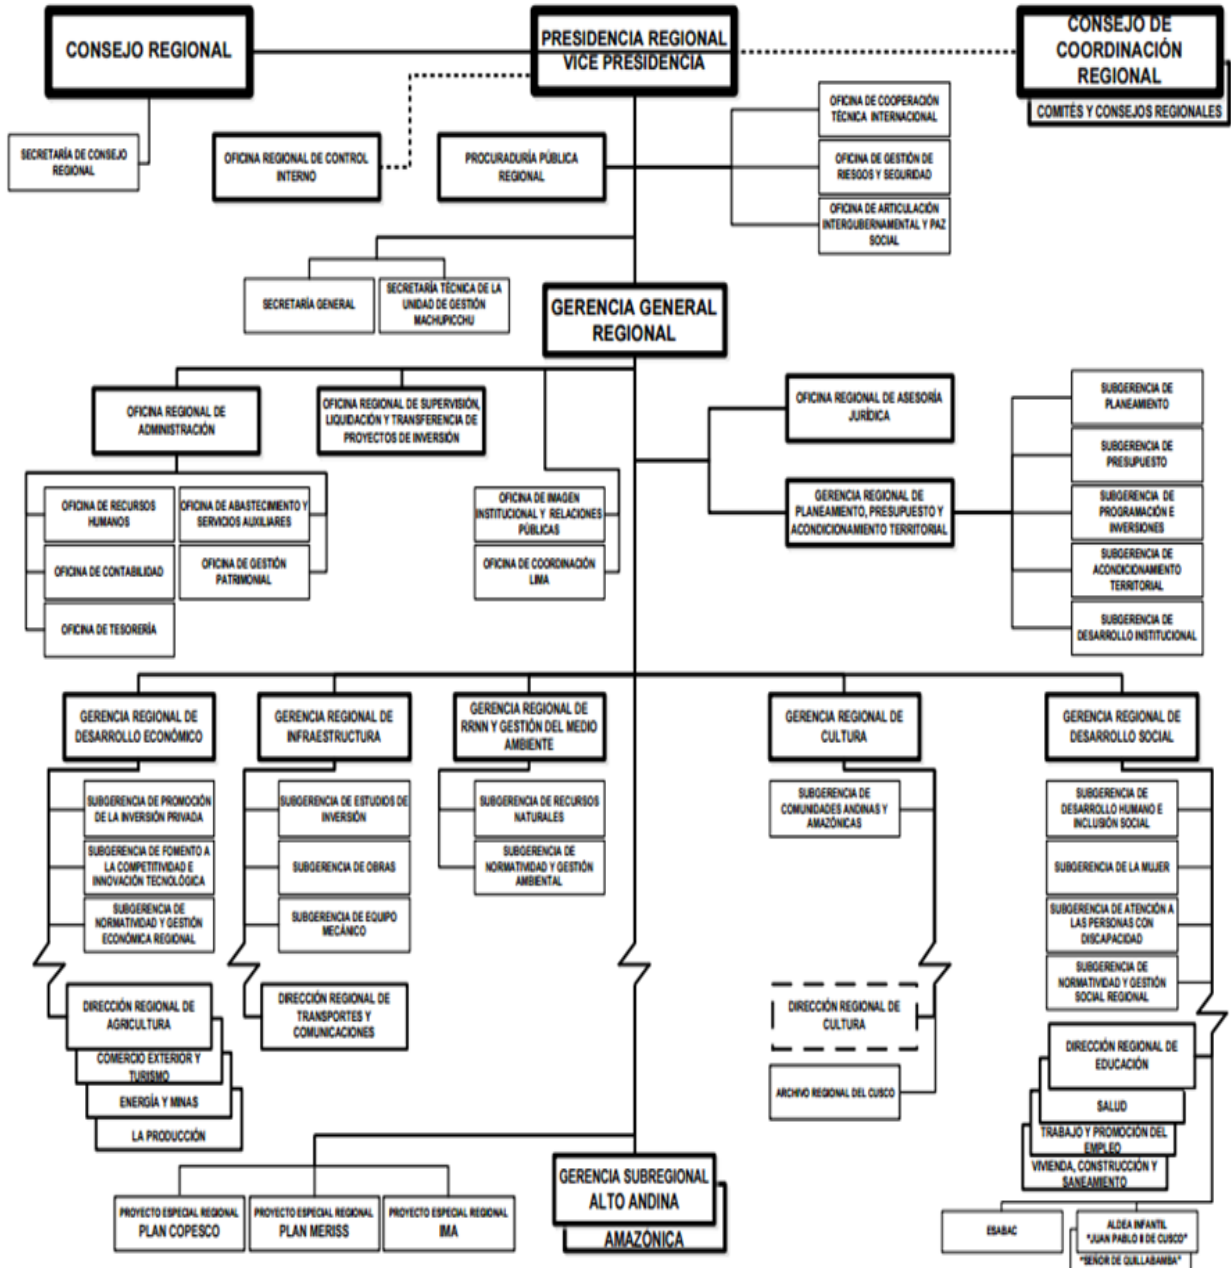 CONSEJO REGIONAL
PRESIDENCIA REGIONAL
VICE PRESIDENCIA
CONSEJO DE
COORDINACIÓN
REGIONAL
COMITÉS Y CONSEJOS REGIONALES
SECRETARÍA DE CONSEJO
REGIONAL
OFICINA REGIONAL DE CONTROL
INTERNO
PROCURADURÍA PÚBLICA
REGIONAL
OFICINA DE COOPERACIÓN
TÉCNICA INTERNACIONAL
OFICINA DE GESTIÓN DE
RIESGOS Y SEGURIDAD
OFICINA DE ARTICULACIÓN
INTERGUBERNAMENTAL Y PAZ
SOCIAL
SECRETARÍA GENERAL
SECRETARÍA TÉCNICA DE LA
UNIDAD DE GESTIÓN
MACHUPICCHU
GERENCIA GENERAL
REGIONAL
OFICINA REGIONAL DE
ADMINISTRACIÓN
OFICINA REGIONAL DE SUPERVISIÓN,
LIQUIDACIÓN Y TRANSFERENCIA DE
PROYECTOS DE INVERSIÓN
OFICINA REGIONAL DE ASESORÍA
JURÍDICA
GERENCIA REGIONAL DE
PLANEAMIENTO, PRESUPUESTO Y
ACONDICIONAMIENTO TERRITORIAL
SUBGERENCIA DE
PLANEAMIENTO
SUBGERENCIA DE
PRESUPUESTO
SUBGERENCIA DE
PROGRAMACIÓN E
INVERSIONES
SUBGERENCIA DE
ACONDICIONAMIENTO
TERRITORIAL
SUBGERENCIA DE
DESARROLLO INSTITUCIONAL
OFICINA DE RECURSOS
HUMANOS
OFICINA DE ABASTECIMIENTO Y
SERVICIOS AUXILIARES
OFICINA DE CONTABILIDAD
OFICINA DE GESTIÓN
PATRIMONIAL
OFICINA DE TESORERÍA
OFICINA DE IMAGEN
INSTITUCIONAL Y RELACIONES
PÚBLICAS
OFICINA DE COORDINACIÓN
LIMA
GERENCIA REGIONAL DE
DESARROLLO ECONÓMICO
GERENCIA REGIONAL DE
INFRAESTRUCTURA
GERENCIA REGIONAL DE
RRNN Y GESTIÓN DEL MEDIO
AMBIENTE
GERENCIA REGIONAL DE
CULTURA
GERENCIA REGIONAL DE
DESARROLLO SOCIAL
SUBGERENCIA DE PROMOCIÓN
DE LA INVERSIÓN PRIVADA
SUBGERENCIA DE FOMENTO A
LA COMPETITIVIDAD E
INNOVACIÓN TECNOLÓGICA
SUBGERENCIA DE
NORMATIVIDAD Y GESTIÓN
ECONÓMICA REGIONAL
SUBGERENCIA DE ESTUDIOS DE
INVERSIÓN
SUBGERENCIA DE OBRAS
SUBGERENCIA DE EQUIPO
MECÁNICO
SUBGERENCIA DE RECURSOS
NATURALES
SUBGERENCIA DE
NORMATIVIDAD Y GESTIÓN
AMBIENTAL
SUBGERENCIA DE
COMUNIDADES ANDINAS Y
AMAZÓNICAS
SUBGERENCIA DE
DESARROLLO HUMANO E
INCLUSIÓN SOCIAL
SUBGERENCIA DE LA MUJER
SUBGERENCIA DE ATENCIÓN A
LAS PERSONAS CON
DISCAPACIDAD
SUBGERENCIA DE
NORMATIVIDAD Y GESTIÓN
SOCIAL REGIONAL
DIRECCIÓN REGIONAL DE
AGRICULTURA
COMERCIO EXTERIOR Y
TURISMO
ENERGÍA Y MINAS
LA PRODUCCIÓN
DIRECCIÓN REGIONAL DE
TRANSPORTES Y
COMUNICACIONES
DIRECCIÓN REGIONAL DE
CULTURA
ARCHIVO REGIONAL DEL CUSCO
DIRECCIÓN REGIONAL DE
EDUCACIÓN
SALUD
TRABAJO Y PROMOCIÓN DEL
EMPLEO
VIVIENDA, CONSTRUCCIÓN Y
SANEAMIENTO
PROYECTO ESPECIAL REGIONAL
PLAN COPESCO
PROYECTO ESPECIAL REGIONAL
PLAN MERISS
PROYECTO ESPECIAL REGIONAL
IMA
GERENCIA SUBREGIONAL
ALTO ANDINA
AMAZÓNICA
ESABAC
ALDEA INFANTIL
"JUAN PABLO II DE CUSCO"
"SEÑOR DE QUILLABAMBA"